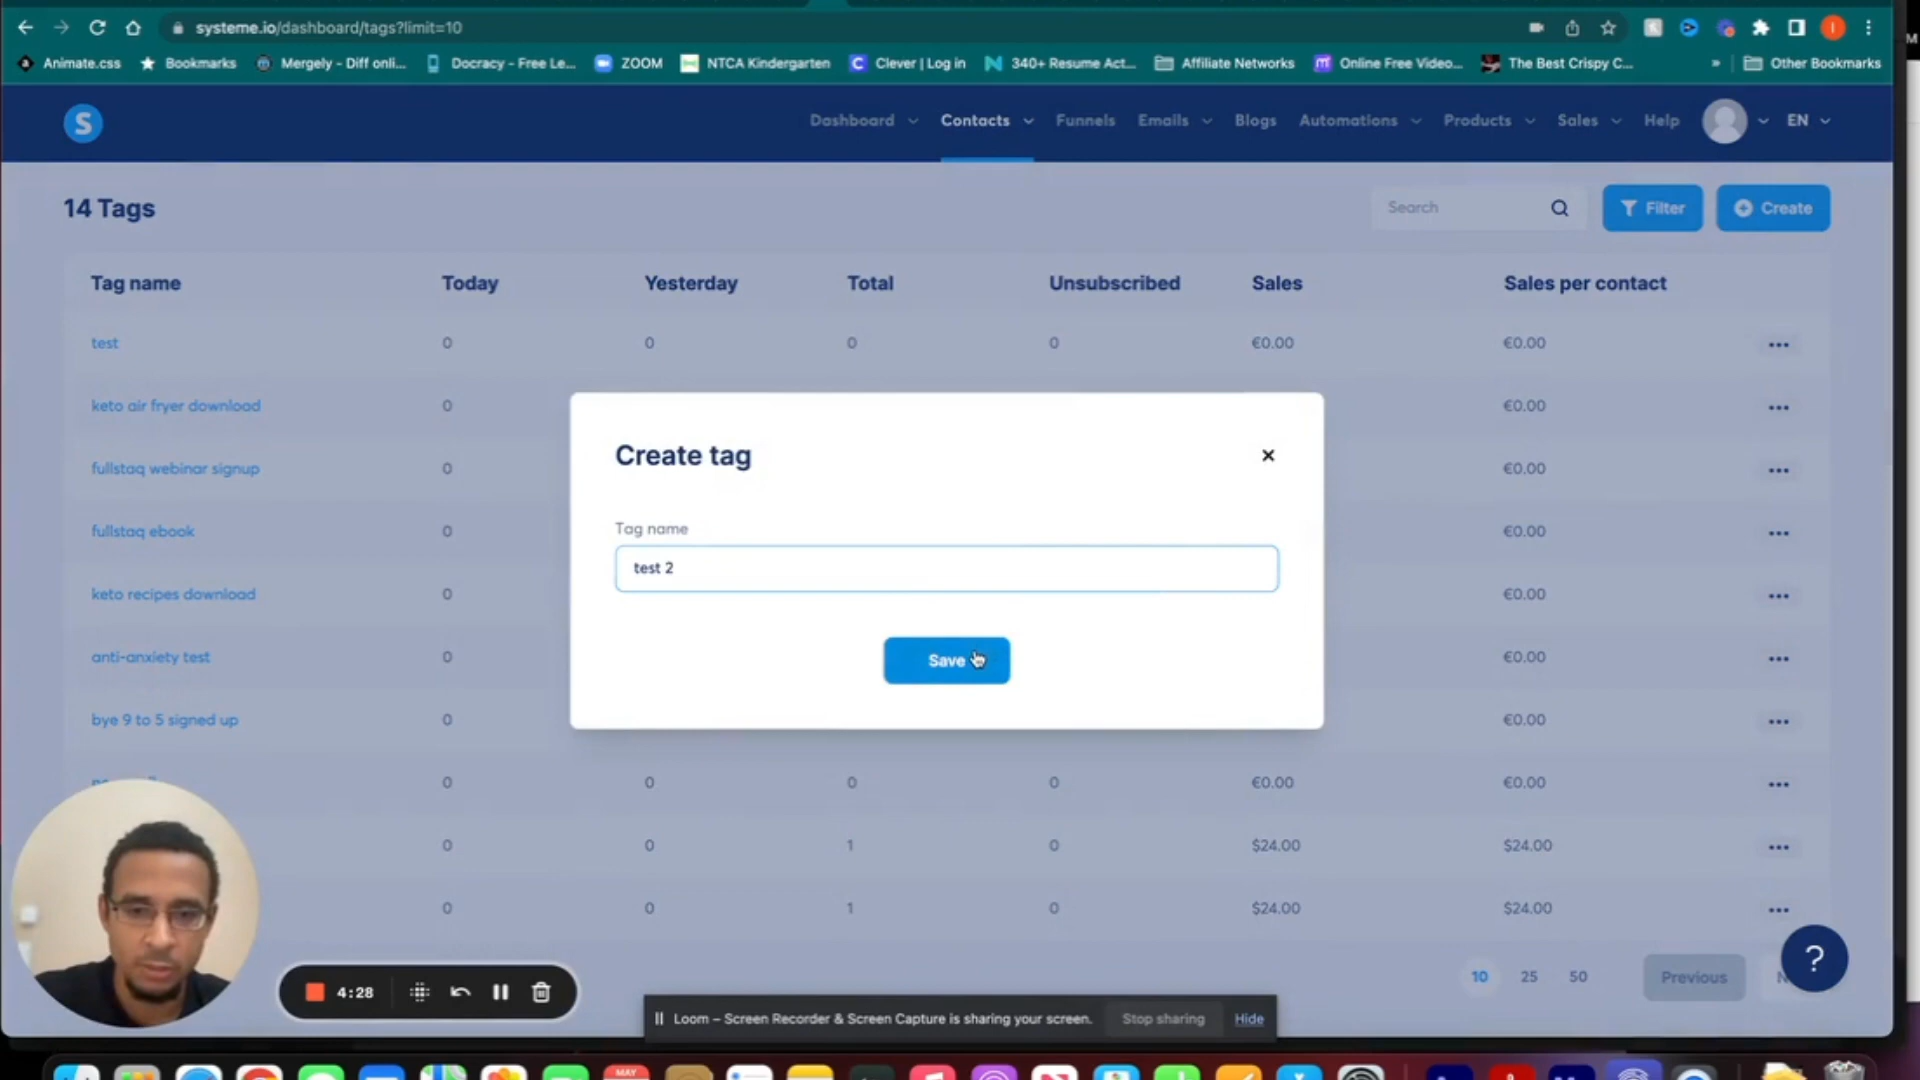 systeme.io/dashboard/tags?limit=10
Animate.css Bookmarks Mergely - Diff onli... Docracy - Free Le... ZOOM NTCA Kindergarten Clever | Log in 340+ Resume Act... Affiliate Networks Online Free Video... The Best Crispy C... » Other Bookmarks
S Dashboard Contacts Funnels Emails Blogs Automations Products Sales Help EN
14 Tags Search Filter Create
Tag name Today Yesterday Total Unsubscribed Sales Sales per contact
test 0 0 0 0 €0.00 €0.00
keto air fryer download 0 €0.00
Create tag
fullstaq webinar signup 0 €0.00
Tag name
fullstaq ebook 0 €0.00
test 2
keto recipes download 0 €0.00
anti-anxiety test 0 €0.00
Save
bye 9 to 5 signed up 0 €0.00
0 0 0 0 €0.00 €0.00
0 0 1 0 $24.00 $24.00
0 0 1 0 $24.00 $24.00
10 25 50 Previous
?
4:28
Loom – Screen Recorder & Screen Capture is sharing your screen. Stop sharing Hide
MAY